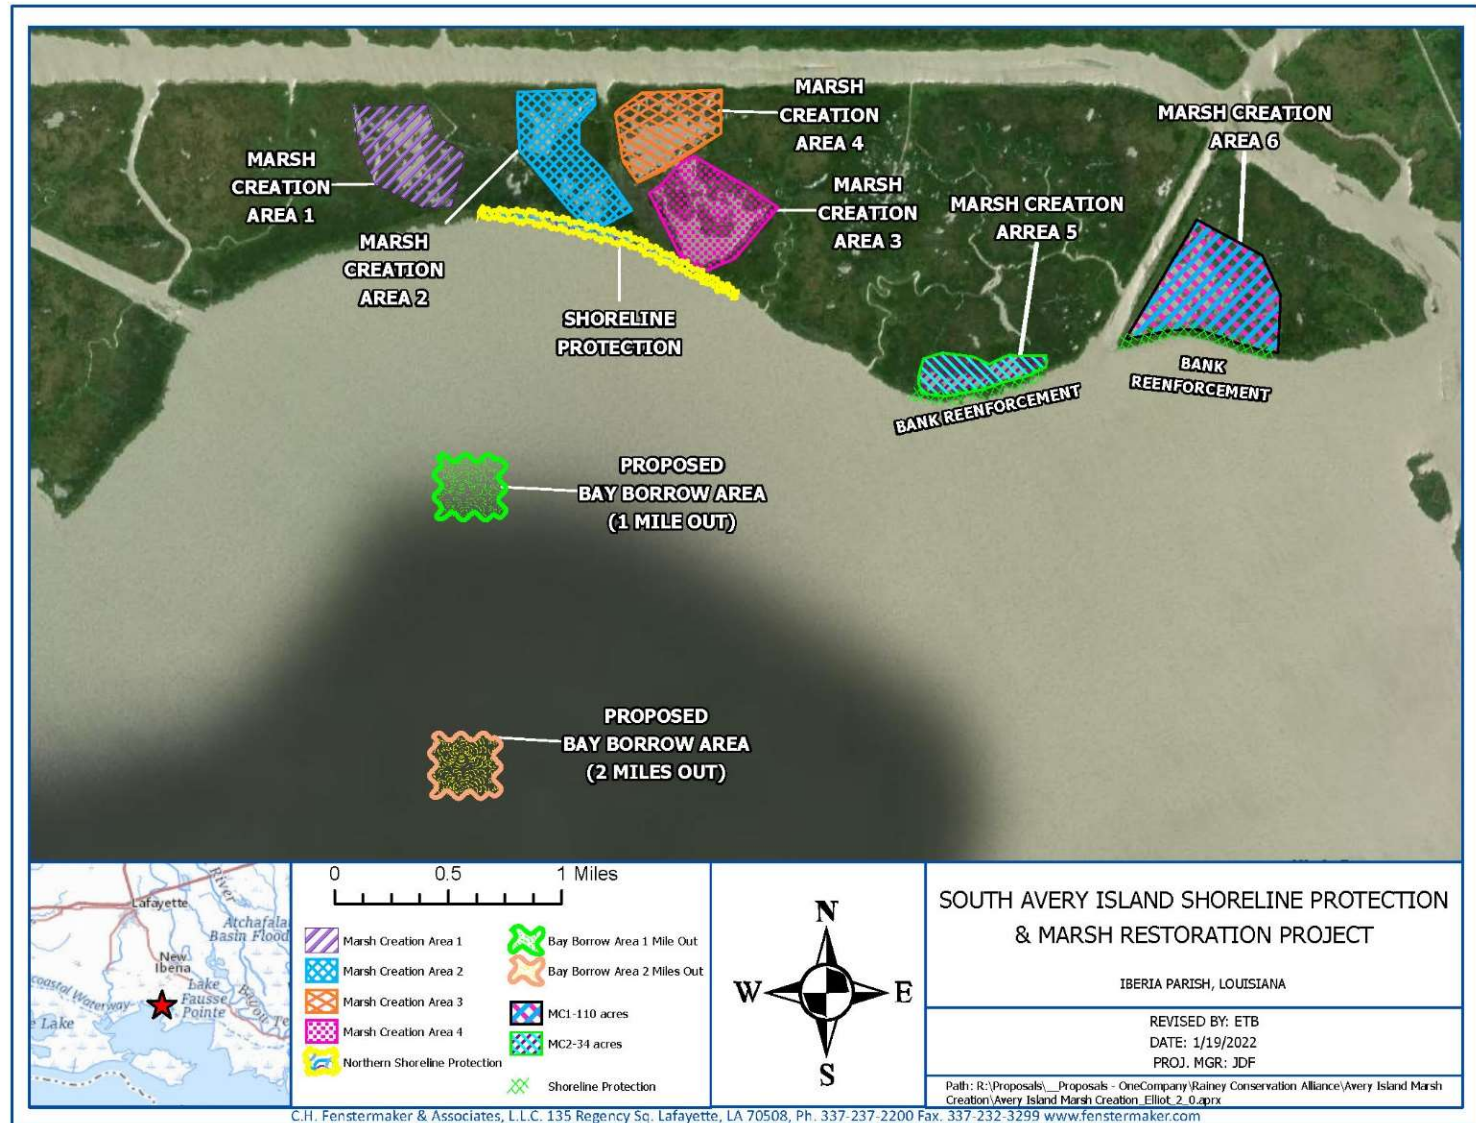 MARSH
CREATION
AREA 1
MARSH
CREATION
AREA 2
MARSH
CREATION
AREA 4
MARSH
CREATION
AREA 3
MARSH CREATION
ARREA 5
MARSH CREATION
AREA 6
SHORELINE
PROTECTION
BANK REENFORCEMENT
BANK
REENFORCEMENT
PROPOSED
BAY BORROW AREA
(1 MILE OUT)
PROPOSED
BAY BORROW AREA
(2 MILES OUT)
Lafayette
River
Atchafala
Basin Flood
New
Iberia
Lake
Fausse
Pointe
coastal Waterway
e Lake
0 0.5 1 Miles
Marsh Creation Area 1
Marsh Creation Area 2
Marsh Creation Area 3
Marsh Creation Area 4
Northern Shoreline Protection
Bay Borrow Area 1 Mile Out
Bay Borrow Area 2 Miles Out
MC1-110 acres
MC2-34 acres
Shoreline Protection
N
W E
S
SOUTH AVERY ISLAND SHORELINE PROTECTION
& MARSH RESTORATION PROJECT
IBERIA PARISH, LOUISIANA
REVISED BY: ETB
DATE: 1/19/2022
PROJ. MGR: JDF
Path: R:\Proposals\__Proposals - OneCompany\Rainey Conservation Alliance\Avery Island Marsh
Creation\Avery Island Marsh Creation_Elliot_2_0.aprx
C.H. Fenstermaker & Associates, L.L.C. 135 Regency Sq. Lafayette, LA 70508, Ph. 337-237-2200 Fax. 337-232-3299 www.fenstermaker.com